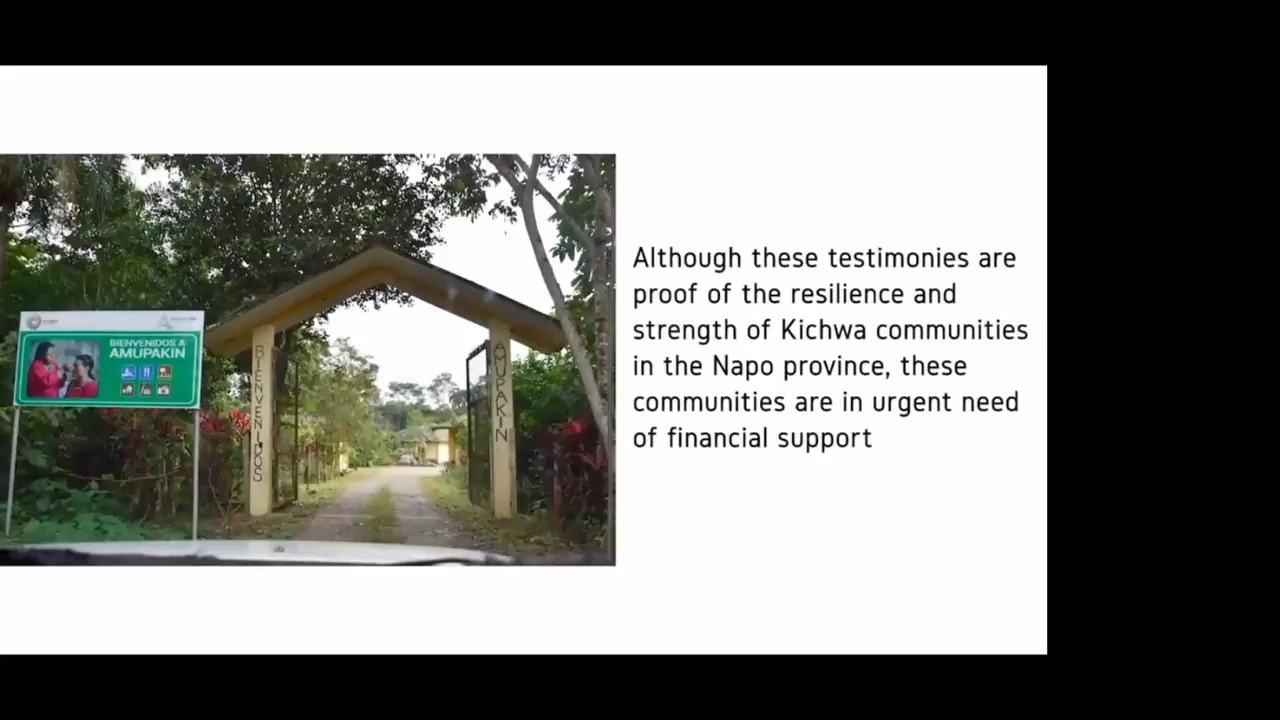 BIENVENIDOS A
AMUPAKIN
BIENVENIDOS
AMUPAKIN
Although these testimonies are
proof of the resilience and
strength of Kichwa communities
in the Napo province, these
communities are in urgent need
of financial support